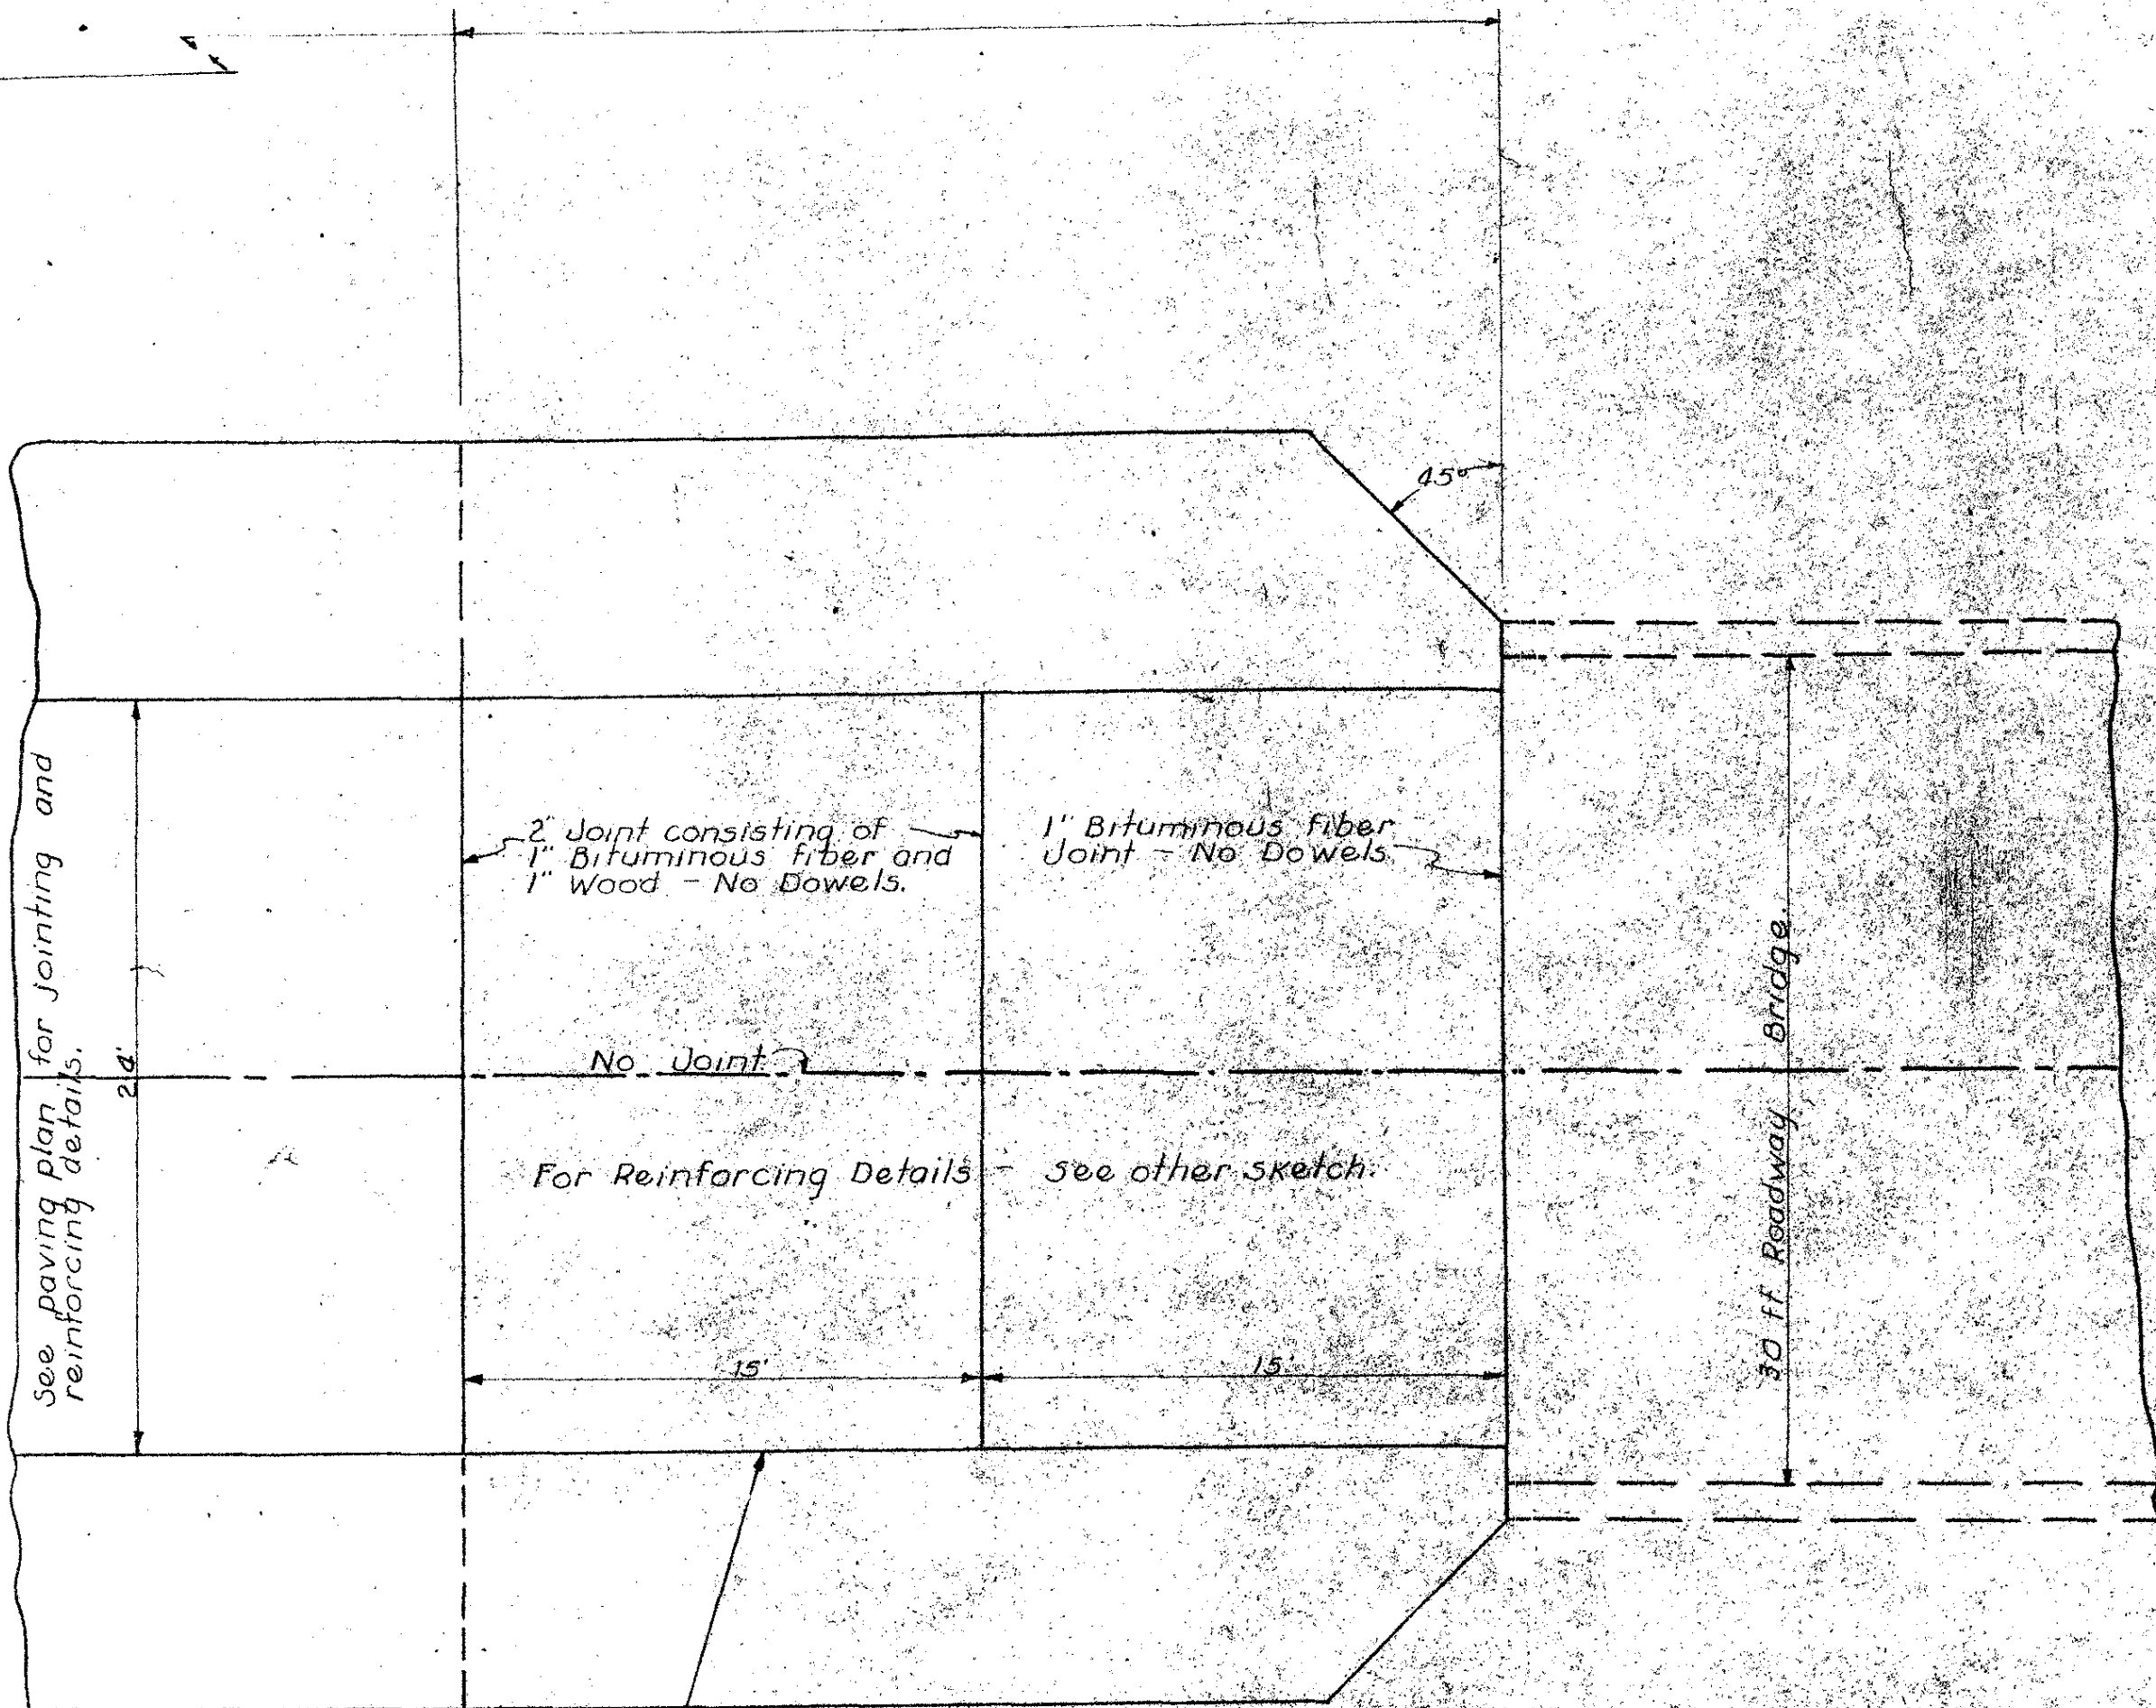 45°
2" Joint consisting of
1" Bituminous fiber and
1" Wood - No Dowels.
1" Bituminous fiber
Joint - No Dowels.
See paving plan for jointing and
reinforcing details.
24'
No Joint
For Reinforcing Details - See other sketch.
15'
15'
30 ft Roadway Bridge